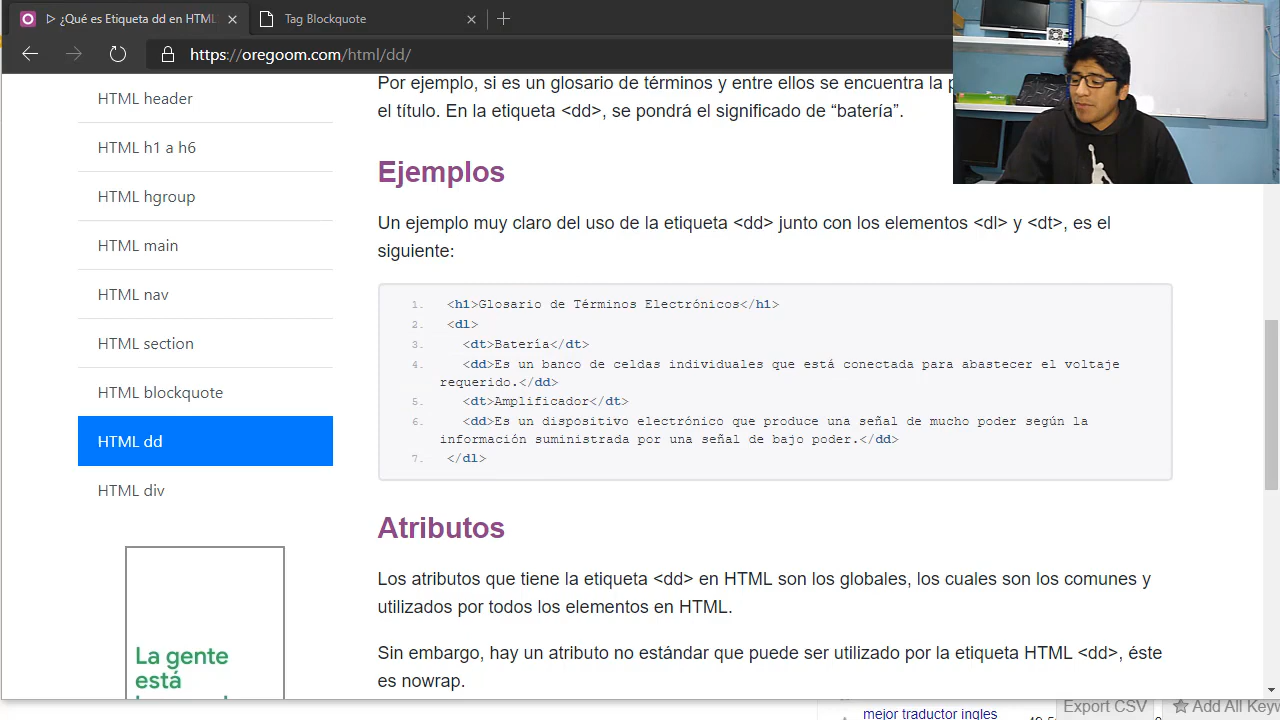 ▷ ¿Qué es Etiqueta dd en HTML
Tag Blockquote
https://oregoom.com/html/dd/
HTML header
HTML h1 a h6
HTML hgroup
HTML main
HTML nav
HTML section
HTML blockquote
HTML dd
HTML div
La gente
está
Por ejemplo, si es un glosario de términos y entre ellos se encuentra la
el título. En la etiqueta <dd>, se pondrá el significado de “batería”.
Ejemplos
Un ejemplo muy claro del uso de la etiqueta <dd> junto con los elementos <dl> y <dt>, es el
siguiente:
1. <h1>Glosario de Términos Electrónicos</h1>
2. <dl>
3. <dt>Batería</dt>
4. <dd>Es un banco de celdas individuales que está conectada para abastecer el voltaje
requerido.</dd>
5. <dt>Amplificador</dt>
6. <dd>Es un dispositivo electrónico que produce una señal de mucho poder según la
información suministrada por una señal de bajo poder.</dd>
7. </dl>
Atributos
Los atributos que tiene la etiqueta <dd> en HTML son los globales, los cuales son los comunes y
utilizados por todos los elementos en HTML.
Sin embargo, hay un atributo no estándar que puede ser utilizado por la etiqueta HTML <dd>, éste
es nowrap.
Export CSV
Add All
mejor traductor ingles